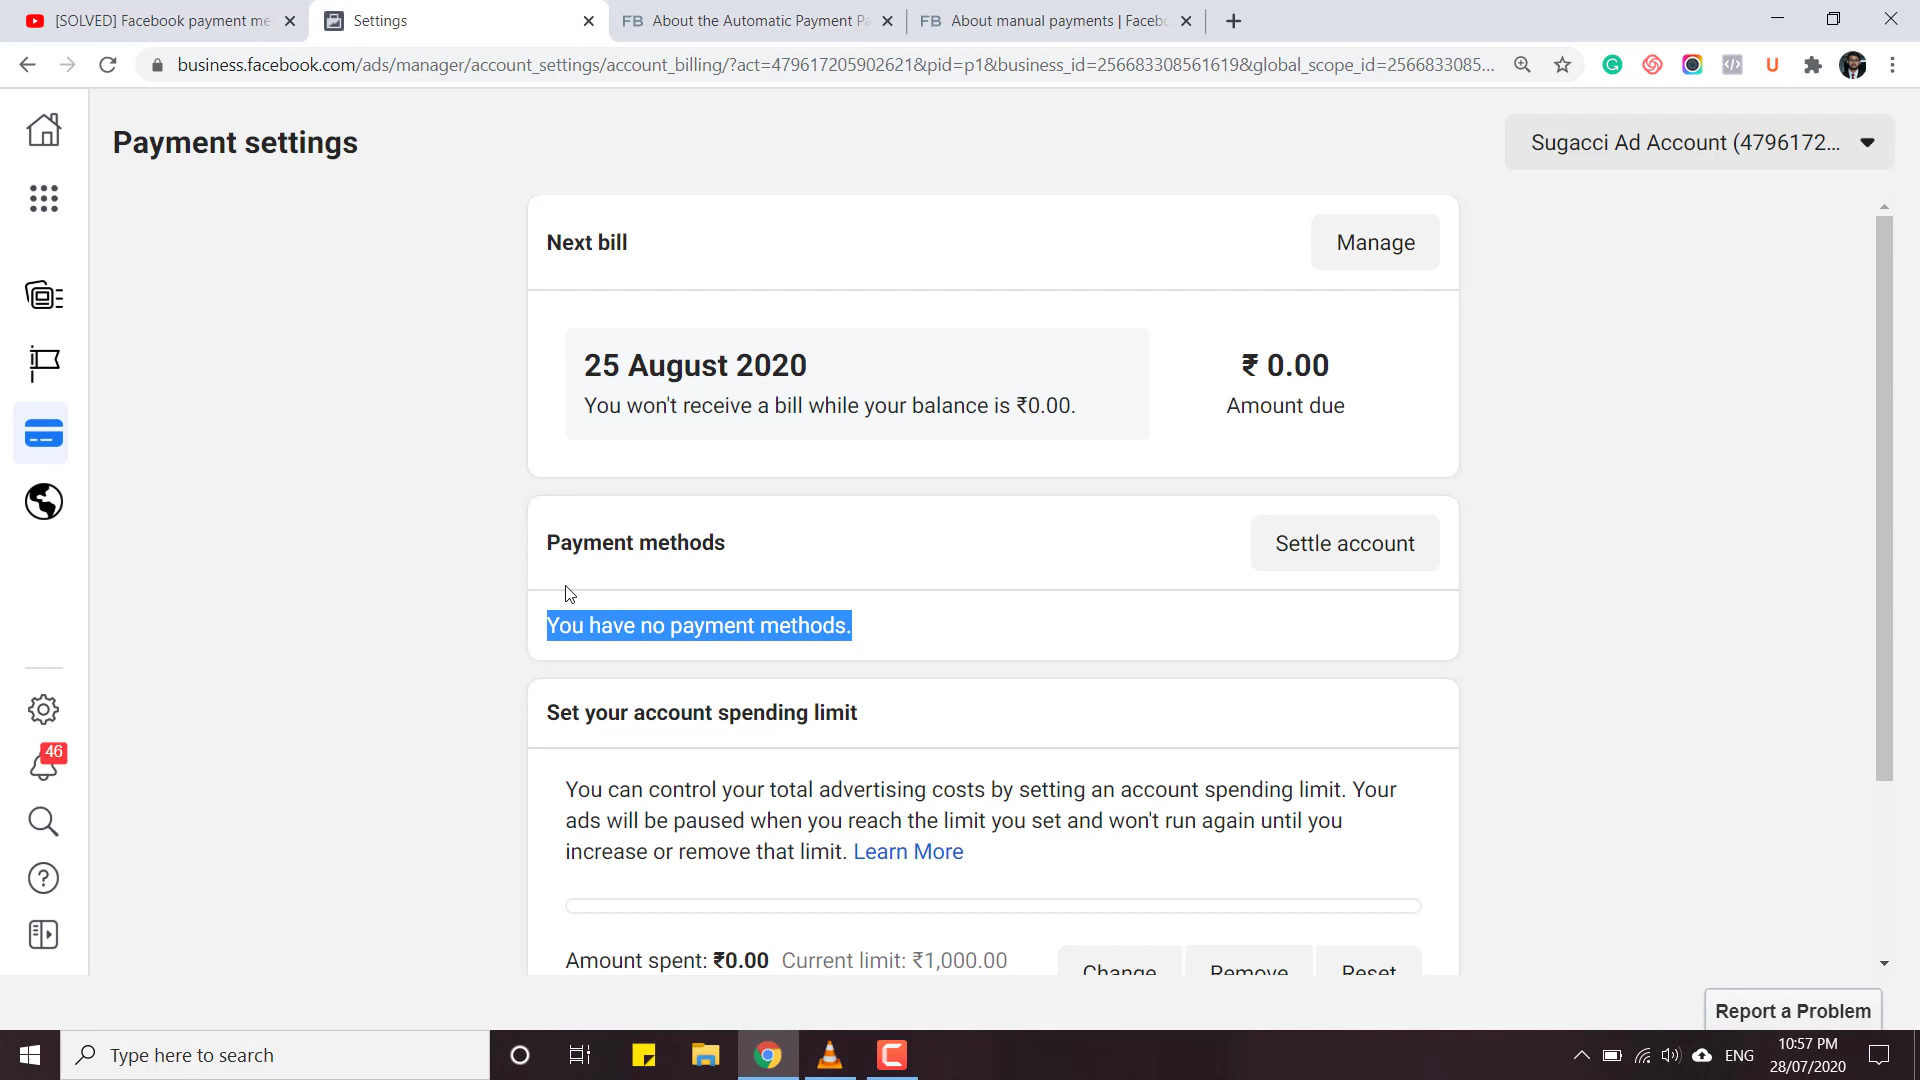 [SOLVED] Facebook payment me
Settings
FB About the Automatic Payment Pa
FB About manual payments | Facebo
business.facebook.com/ads/manager/account_settings/account_billing/?act=479617205902621&pid=p1&business_id=256683308561619&global_scope_id=2566833085...
Payment settings
Sugacci Ad Account (4796172...
Next bill
Manage
25 August 2020
You won't receive a bill while your balance is ₹0.00.
₹ 0.00
Amount due
Payment methods
Settle account
You have no payment methods.
Set your account spending limit
You can control your total advertising costs by setting an account spending limit. Your
ads will be paused when you reach the limit you set and won't run again until you
increase or remove that limit. Learn More
Amount spent: ₹0.00 Current limit: ₹1,000.00
Change
Remove
Reset
46
Report a Problem
Type here to search
ENG
10:57 PM
28/07/2020